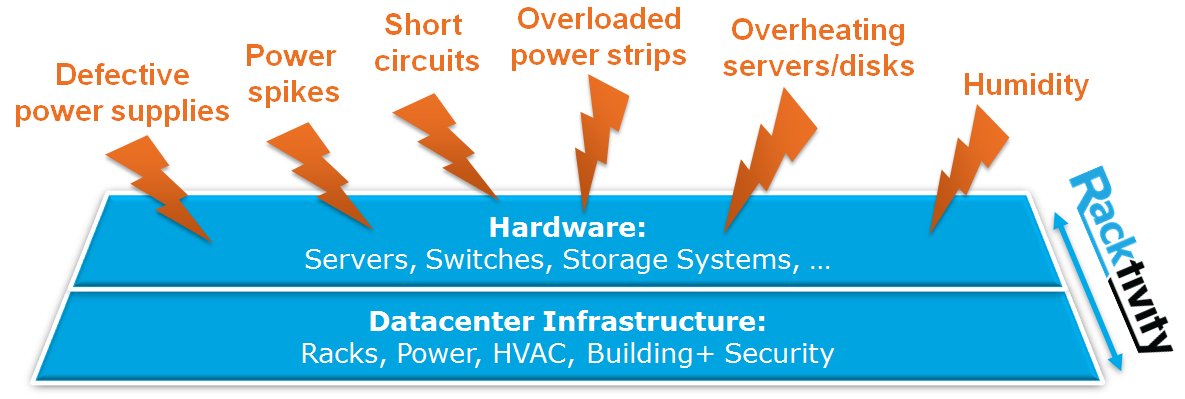 Defective
power supplies
Power
spikes
Short
circuits
Overloaded
power strips
Overheating
servers/disks
Humidity
Hardware:
Servers, Switches, Storage Systems, ...
Datacenter Infrastructure:
Racks, Power, HVAC, Building+ Security
Racktivity